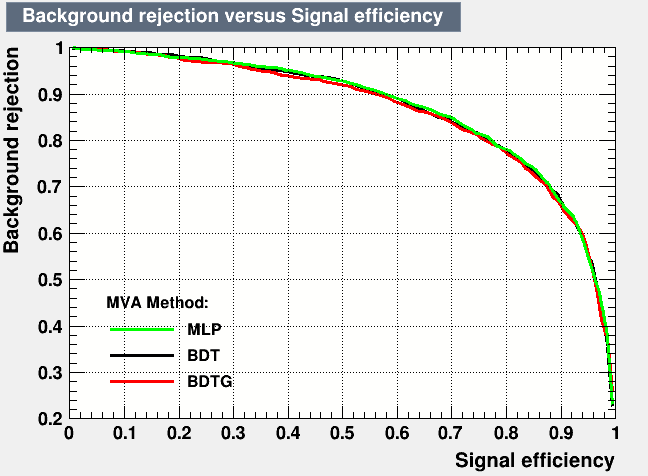 Background rejection versus Signal efficiency
Background rejection
1
0.9
0.8
0.7
0.6
0.5
0.4
0.3
0.2
MVA Method:
MLP
BDT
BDTG
0 0.1 0.2 0.3 0.4 0.5 0.6 0.7 0.8 0.9 1
Signal efficiency